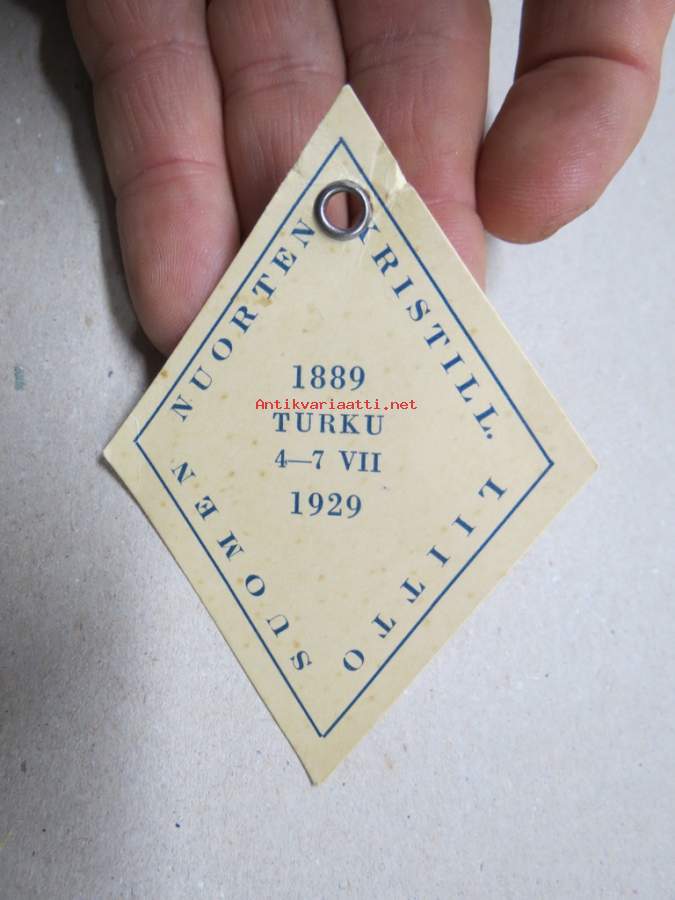 SUOMEN NUORTEN KRISTILL. LIITTO
1889
Antikvariaatti.net
TURKU
4—7 VII
1929